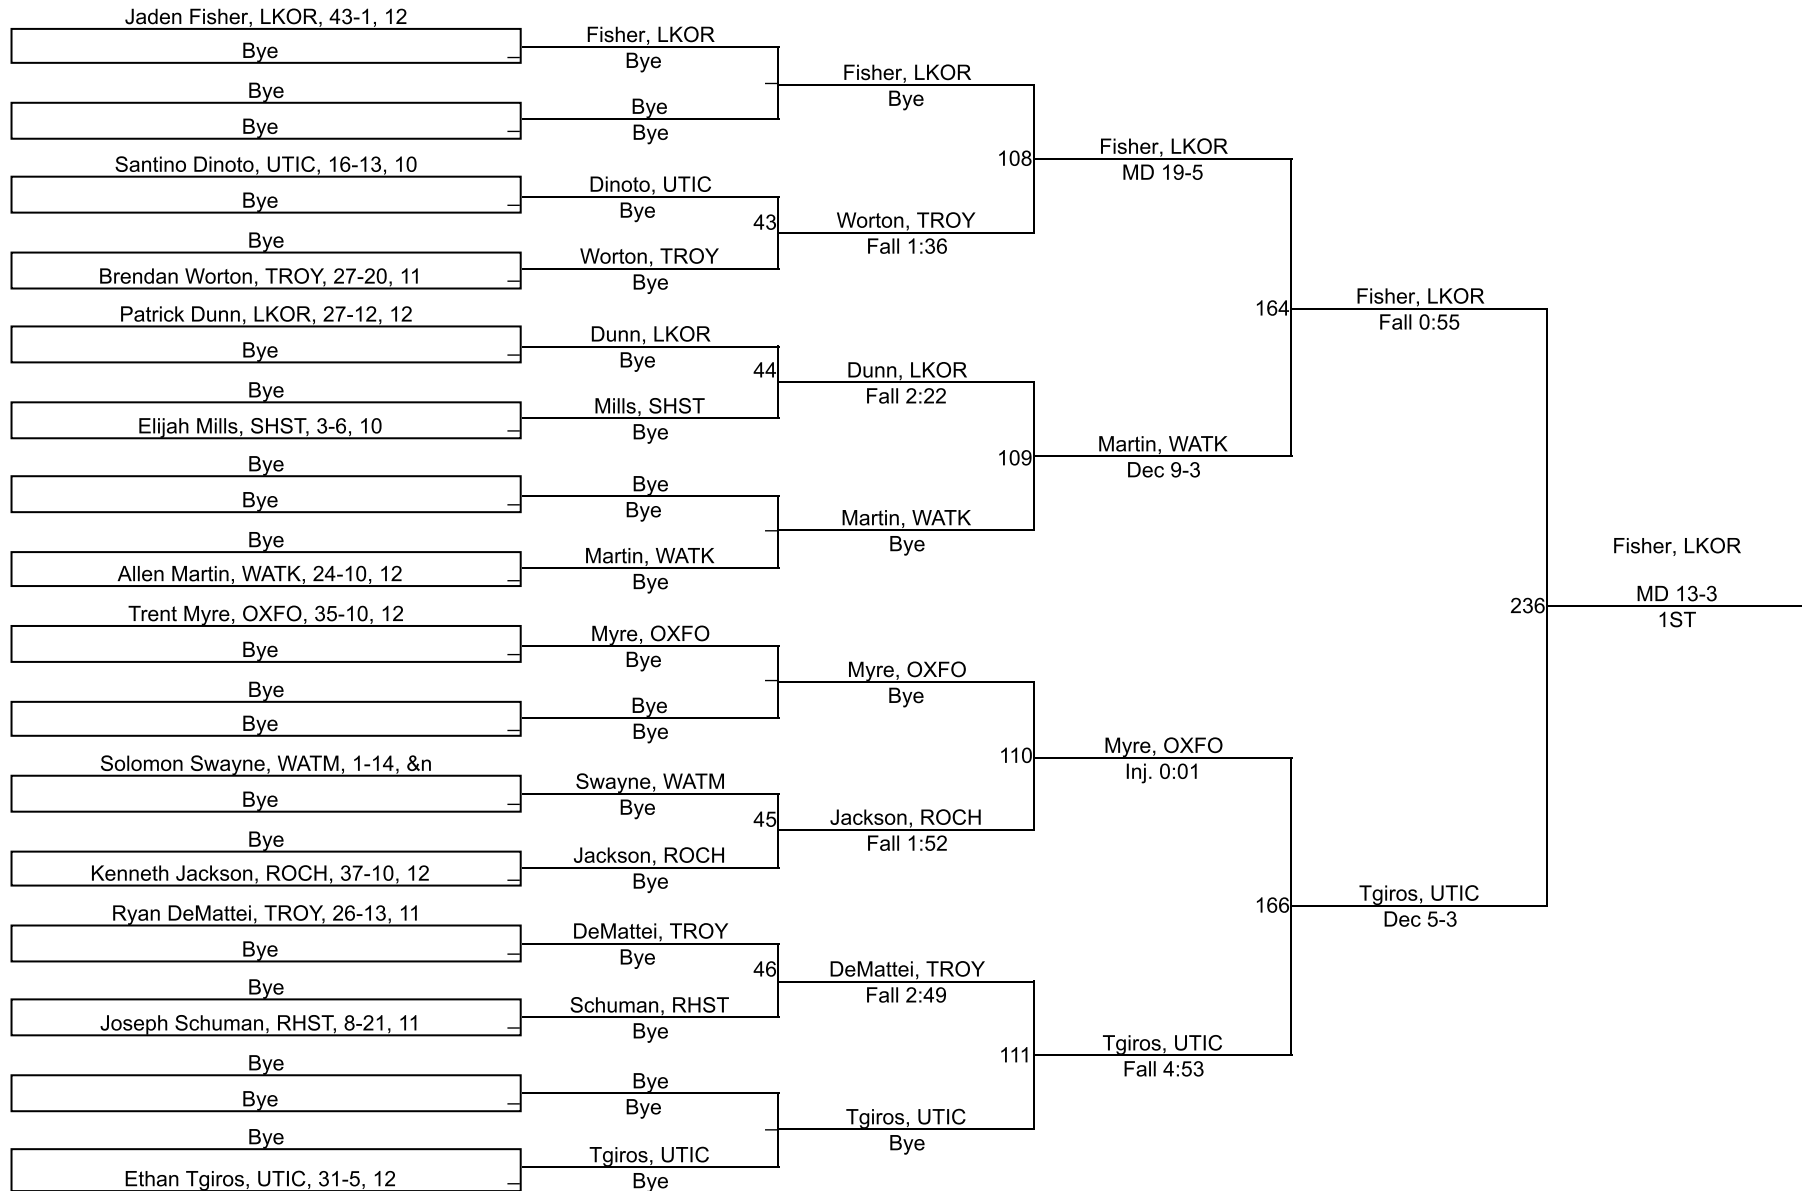 Jaden Fisher, LKOR, 43-1, 12
Bye
Bye
Bye
Santino Dinoto, UTIC, 16-13, 10
Bye
Bye
Brendan Worton, TROY, 27-20, 11
Patrick Dunn, LKOR, 27-12, 12
Bye
Bye
Elijah Mills, SHST, 3-6, 10
Bye
Bye
Bye
Allen Martin, WATK, 24-10, 12
Trent Myre, OXFO, 35-10, 12
Bye
Bye
Bye
Solomon Swayne, WATM, 1-14, &n
Bye
Bye
Kenneth Jackson, ROCH, 37-10, 12
Ryan DeMattei, TROY, 26-13, 11
Bye
Bye
Joseph Schuman, RHST, 8-21, 11
Bye
Bye
Bye
Ethan Tgiros, UTIC, 31-5, 12
Fisher, LKOR
Bye
Bye
Bye
Dinoto, UTIC
Bye
43
Worton, TROY
Bye
Dunn, LKOR
Bye
44
Mills, SHST
Bye
Bye
Bye
Martin, WATK
Bye
Myre, OXFO
Bye
Bye
Bye
Swayne, WATM
Bye
45
Jackson, ROCH
Bye
DeMattei, TROY
Bye
46
Schuman, RHST
Bye
Bye
Bye
Tgiros, UTIC
Bye
Fisher, LKOR
Bye
108
Worton, TROY
Fall 1:36
Dunn, LKOR
Fall 2:22
109
Martin, WATK
Bye
Myre, OXFO
Bye
110
Jackson, ROCH
Fall 1:52
DeMattei, TROY
Fall 2:49
111
Tgiros, UTIC
Bye
Fisher, LKOR
MD 19-5
164
Martin, WATK
Dec 9-3
Myre, OXFO
Inj. 0:01
166
Tgiros, UTIC
Fall 4:53
Fisher, LKOR
Fall 0:55
236
Tgiros, UTIC
Dec 5-3
Fisher, LKOR
MD 13-3
1ST